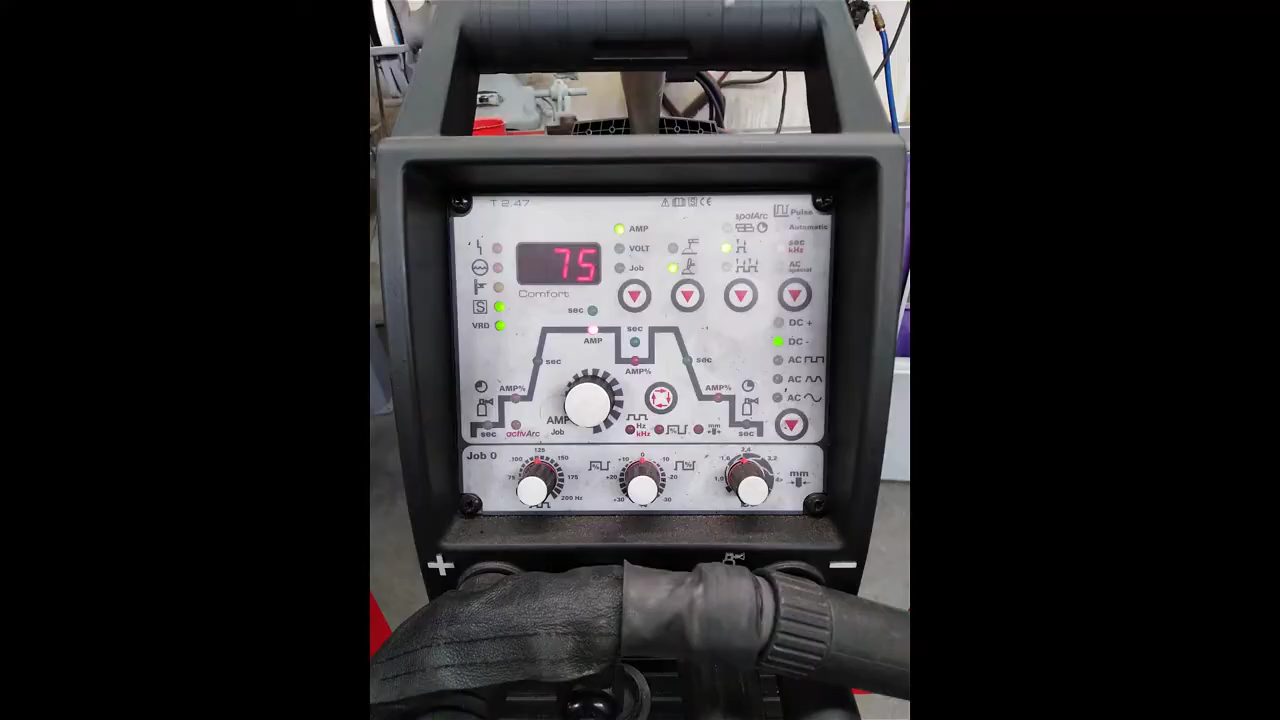 T 12.47
spotArc
Pulse
AMP
Automatic
VOLT
sec
kHz
75
Job
AC
special
Comfort
S
VRD
sec
DC +
AMP
sec
DC -
sec
AMP%
sec
AC
AC
AMP%
AMP%
AC
AMP
Job
Hz
kHz
%
mm
sec
activArc
sec
Job 0
75
100
125
150
175
200 Hz
%
+30
+20
+10
0
-10
-20
-30
%
1,0
1,6
2,4
3,2
mm
+
-